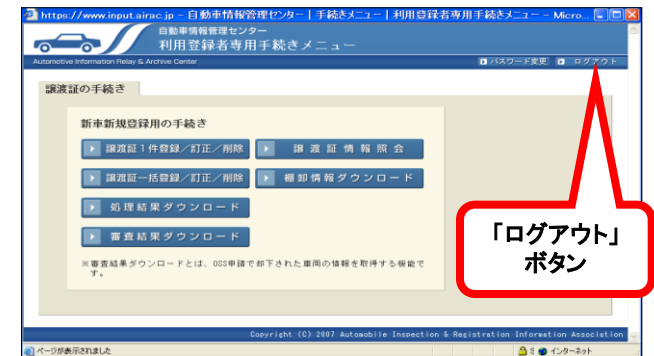 https://www.input.airac.jp - 自動車情報管理センター | 手続きメニュー | 利用登録者専用手続きメニュー - Micro...
自動車情報管理センター
利用登録者専用手続きメニュー
Automotive Information Relay & Archive Center
パスワード変更 ログアウト
譲渡証の手続き
新車新規登録用の手続き
譲渡証1件登録／訂正／削除 譲渡証情報照会
譲渡証一括登録／訂正／削除 棚卸情報ダウンロード
処理結果ダウンロード
審査結果ダウンロード
※審査結果ダウンロードとは、OSS申請で却下された車両の情報を取得する機能で
す。
「ログアウト」
ボタン
Copyright (C) 2007 Automobile Inspection & Registration Information Association
ページが表示されました インターネット